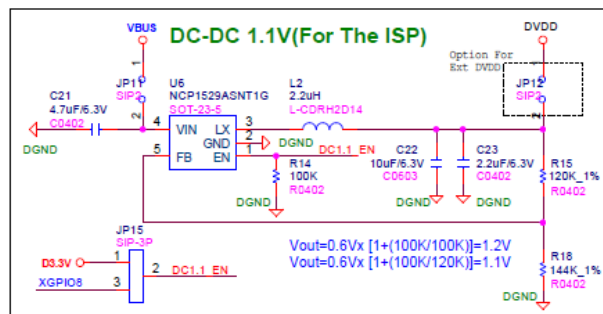 VBUS
DC-DC 1.1V(For The ISP)
DVDD
Option For
Ext DVDD
1
JP11
SIP2
2
1
JP12
SIP2
2
C21
4.7uF/6.3V
C0402
DGND
U6
NCP1529ASNT1G
SOT-23-5
4 VIN LX 3
GND 2
5 FB EN 1
L2
2.2uH
L-CDRH2D14
DGND
DC1.1_EN
R14
100K
R0402
DGND
C22
10uF/6.3V
C0603
C23
2.2uF/6.3V
C0402
DGND
R15
120K_1%
R0402
JP15
SIP-3P
D3.3V 1
2 DC1.1_EN
XGPIO8 3
Vout=0.6Vx [1+(100K/100K)]=1.2V
Vout=0.6Vx [1+(100K/120K)]=1.1V
R18
144K_1%
R0402
DGND